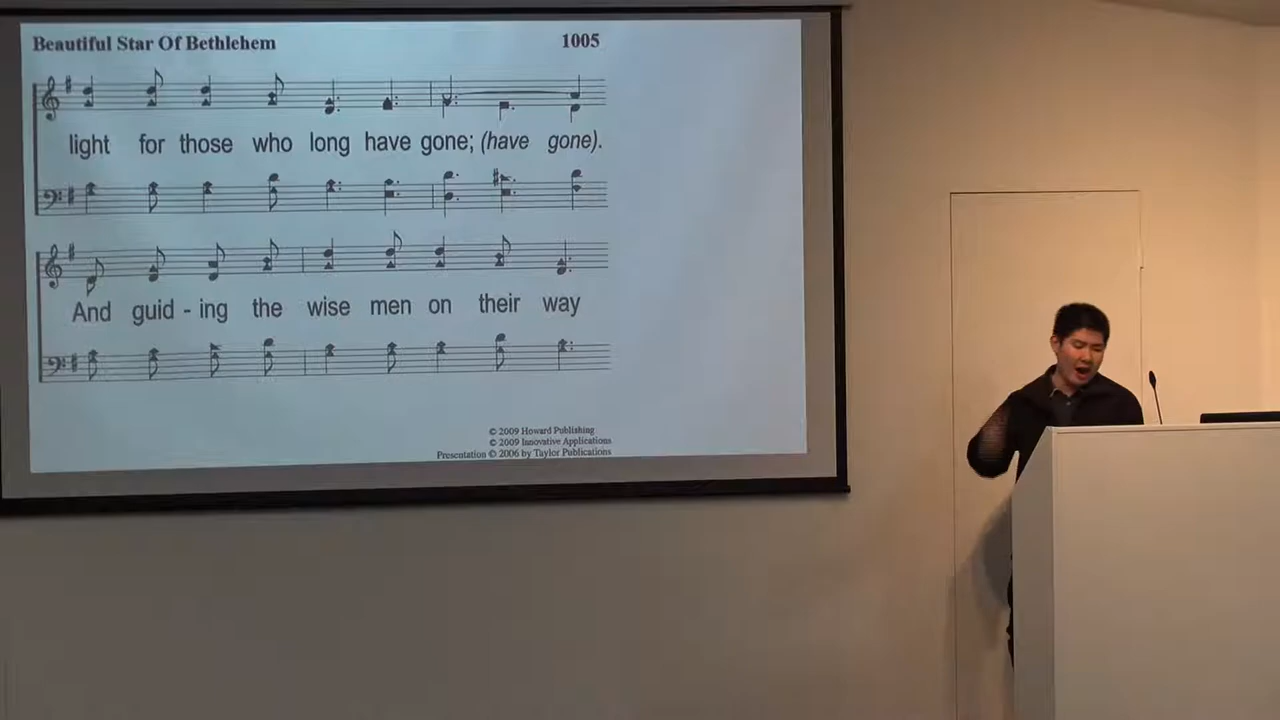 Beautiful Star Of Bethlehem 1005
light for those who long have gone; (have gone).
And guid - ing the wise men on their way
© 2009 Howard Publishing
© 2009 Innovative Applications
Presentation © 2006 by Taylor Publications